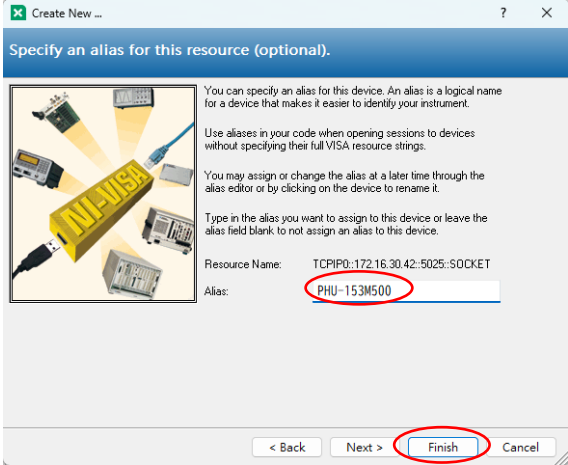 Create New ...
Specify an alias for this resource (optional).
You can specify an alias for this device. An alias is a logical name
for a device that makes it easier to identify your instrument.
Use aliases in your code when opening sessions to devices
without specifying their full VISA resource strings.
You may assign or change the alias at a later time through the
alias editor or by clicking on the device to rename it.
Type in the alias you want to assign to this device or leave the
alias field blank to not assign an alias to this device.
NI-VISA
Resource Name: TCPIP0::172.16.30.42::5025::SOCKET
Alias: PHU-153M500
< Back Next > Finish Cancel